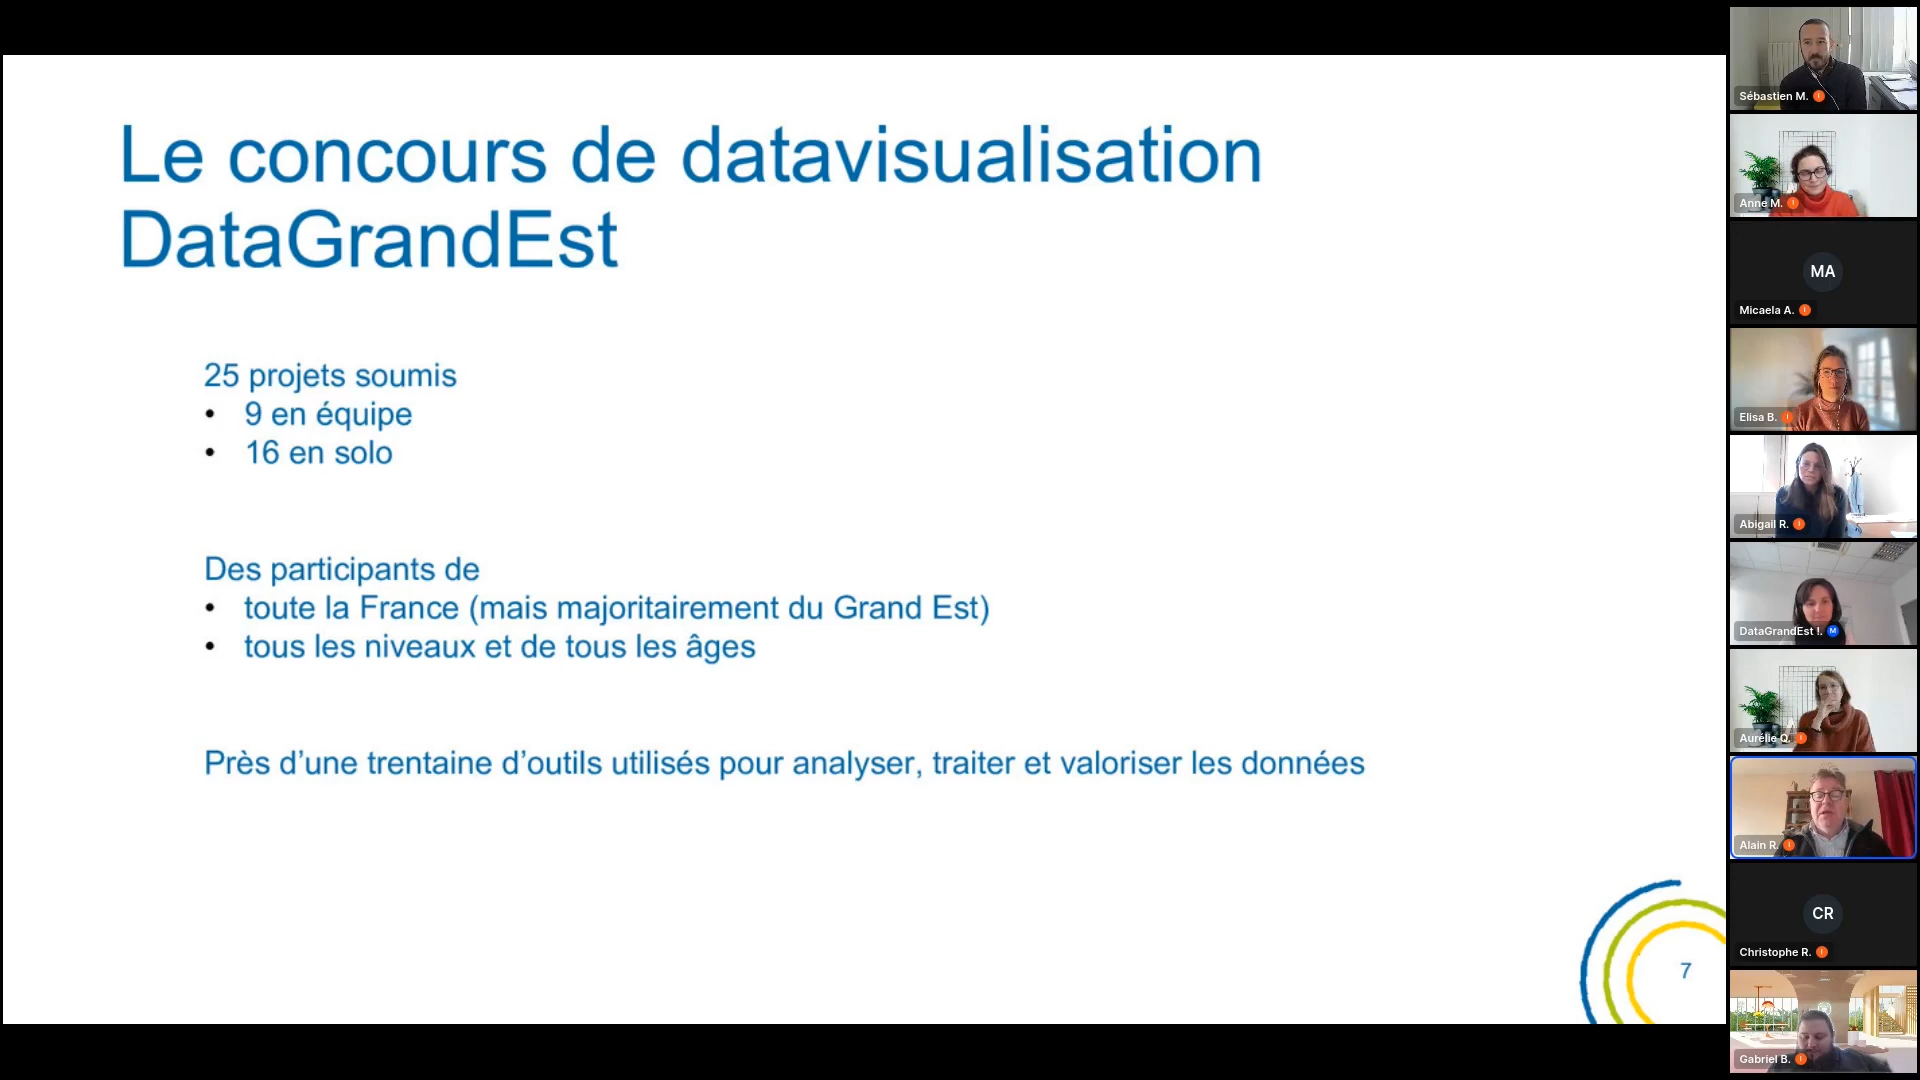 Le concours de datavisualisation
DataGrandEst
25 projets soumis
• 9 en équipe
• 16 en solo
Des participants de
• toute la France (mais majoritairement du Grand Est)
• tous les niveaux et de tous les âges
Près d’une trentaine d’outils utilisés pour analyser, traiter et valoriser les données
7
Sébastien M.
Anne M.
MA
Micaela A.
Elisa B.
Abigail R.
DataGrandEst !. M
Aurélie Q.
Alain R.
CR
Christophe R.
Gabriel B.